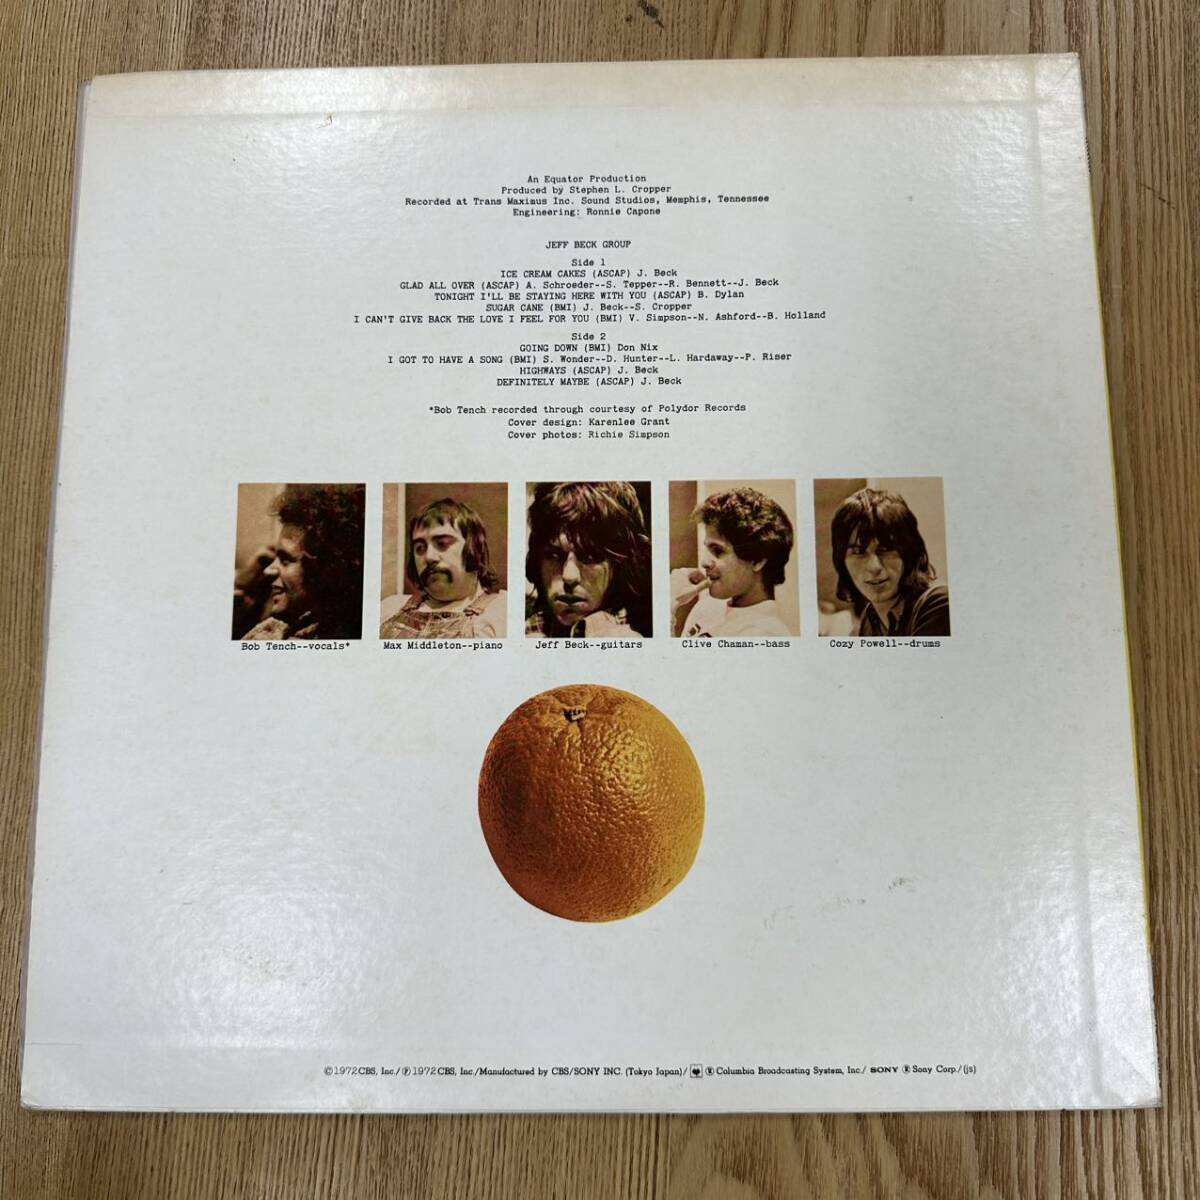 An Equator Production
Produced by Stephen L. Cropper
Recorded at Trans Maximus Inc. Sound Studios, Memphis, Tennessee
Engineering: Ronnie Capone
JEFF BECK GROUP
Side 1
ICE CREAM CAKES (ASCAP) J. Beck
GLAD ALL OVER (ASCAP) A. Schroeder--S. Tepper--R. Bennett--J. Beck
TONIGHT I'LL BE STAYING HERE WITH YOU (ASCAP) B. Dylan
SUGAR CANE (BMI) J. Beck--S. Cropper
I CAN'T GIVE BACK THE LOVE I FEEL FOR YOU (BMI) V. Simpson--N. Ashford--B. Holland
Side 2
GOING DOWN (BMI) Don Nix
I GOT TO HAVE A SONG (BMI) S. Wonder--D. Hunter--L. Hardaway--P. Riser
HIGHWAYS (ASCAP) J. Beck
DEFINITELY MAYBE (ASCAP) J. Beck
*Bob Tench recorded through courtesy of Polydor Records
Cover design: Karenlee Grant
Cover photos: Richie Simpson
Bob Tench--vocals*
Max Middleton--piano
Jeff Beck--guitars
Clive Chaman--bass
Cozy Powell--drums
©1972 CBS, Inc./℗1972 CBS, Inc./Manufactured by CBS/SONY INC. (Tokyo Japan)/ ® Columbia Broadcasting System, Inc./ SONY ® Sony Corp./(js)